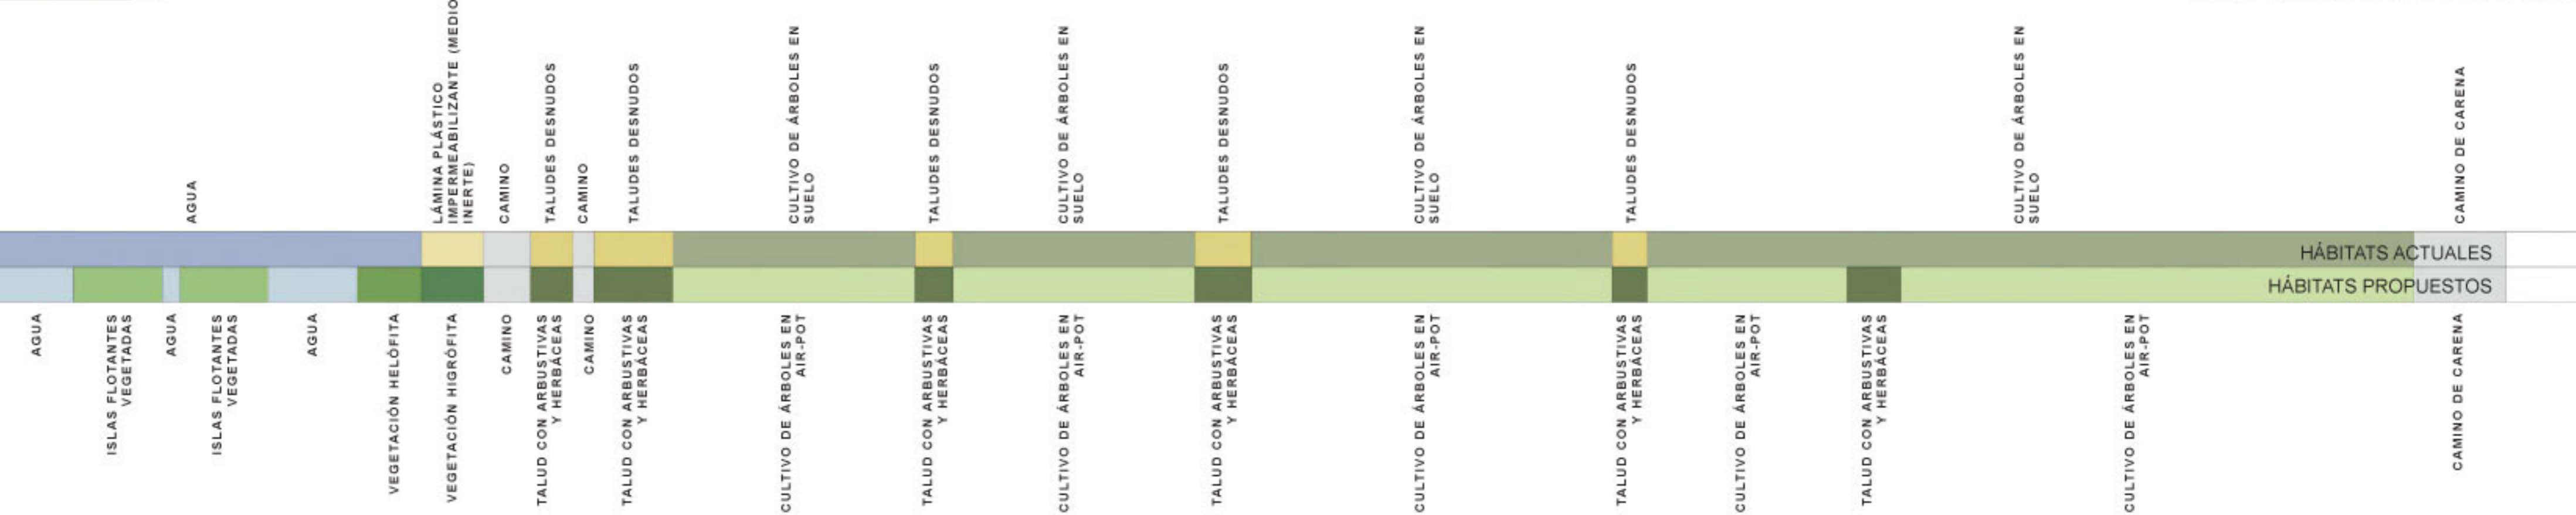 AGUA
LÁMINA PLÁSTICO
IMPERMEABILIZANTE (MEDIO
INERTE)
CAMINO
TALUDES DESNUDOS
CAMINO
TALUDES DESNUDOS
CULTIVO DE ÁRBOLES EN
SUELO
TALUDES DESNUDOS
CULTIVO DE ÁRBOLES EN
SUELO
TALUDES DESNUDOS
CULTIVO DE ÁRBOLES EN
SUELO
TALUDES DESNUDOS
CULTIVO DE ÁRBOLES EN
SUELO
CAMINO DE CARENA
HÁBITATS ACTUALES
HÁBITATS PROPUESTOS
AGUA
ISLAS FLOTANTES
VEGETADAS
AGUA
ISLAS FLOTANTES
VEGETADAS
AGUA
VEGETACIÓN HELÓFITA
VEGETACIÓN HIGRÓFITA
CAMINO
TALUD CON ARBUSTIVAS
Y HERBÁCEAS
CAMINO
TALUD CON ARBUSTIVAS
Y HERBÁCEAS
CULTIVO DE ÁRBOLES EN
AIR-POT
TALUD CON ARBUSTIVAS
Y HERBÁCEAS
CULTIVO DE ÁRBOLES EN
AIR-POT
TALUD CON ARBUSTIVAS
Y HERBÁCEAS
CULTIVO DE ÁRBOLES EN
AIR-POT
TALUD CON ARBUSTIVAS
Y HERBÁCEAS
CULTIVO DE ÁRBOLES EN
AIR-POT
TALUD CON ARBUSTIVAS
Y HERBÁCEAS
CULTIVO DE ÁRBOLES EN
AIR-POT
CAMINO DE CARENA